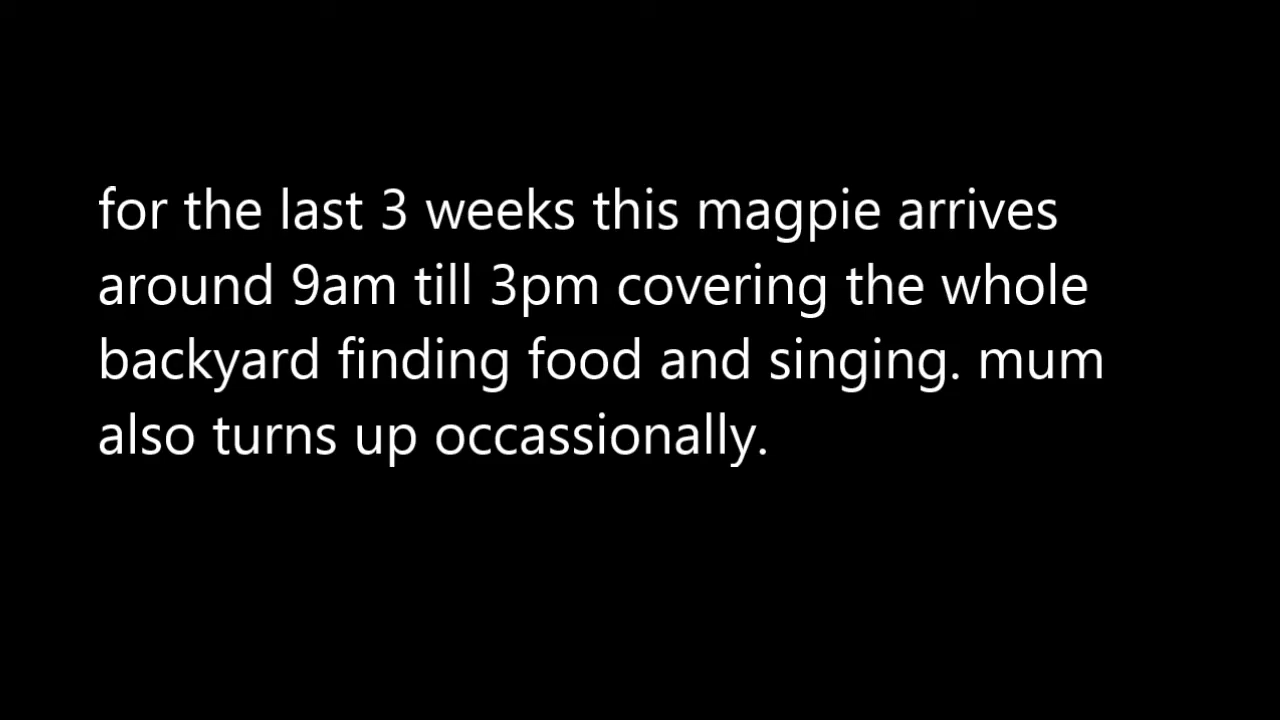 for the last 3 weeks this magpie arrives
around 9am till 3pm covering the whole
backyard finding food and singing. mum
also turns up occassionally.